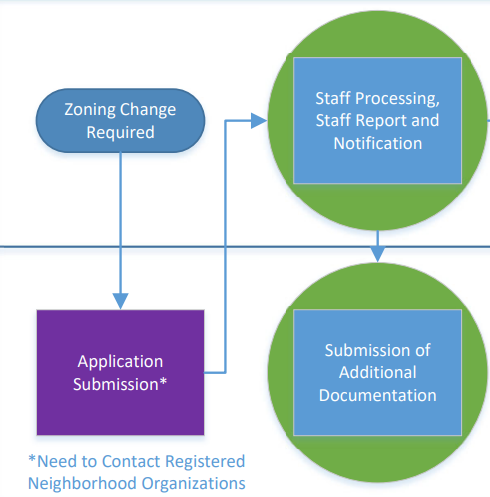 Zoning Change
Required
Staff Processing,
Staff Report and
Notification
Application
Submission*
Submission of
Additional
Documentation
*Need to Contact Registered
Neighborhood Organizations